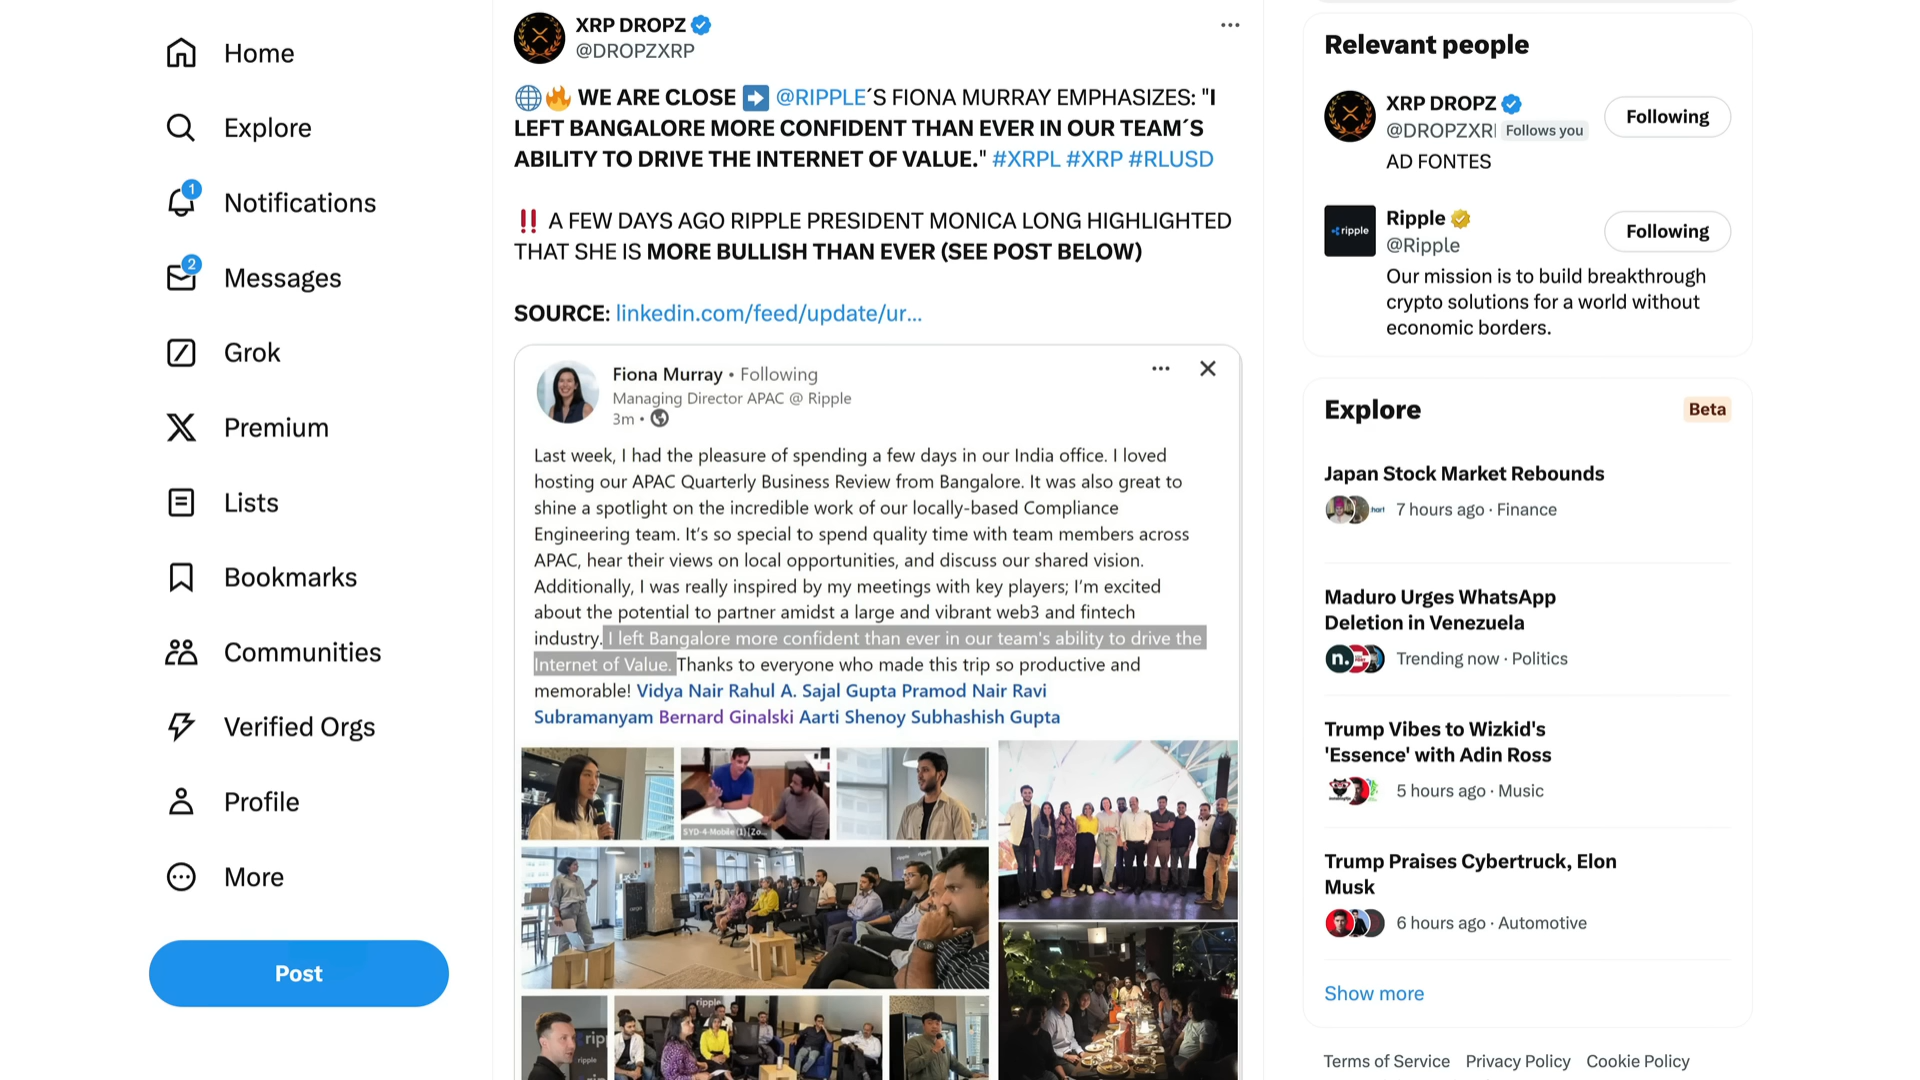 Home
Explore
1
Notifications
2
Messages
Grok
Premium
Lists
Bookmarks
Communities
Verified Orgs
Profile
More
Post
XRP DROPZ
@DROPZXRP
WE ARE CLOSE @RIPPLE´S FIONA MURRAY EMPHASIZES: "I
LEFT BANGALORE MORE CONFIDENT THAN EVER IN OUR TEAM´S
ABILITY TO DRIVE THE INTERNET OF VALUE." #XRPL #XRP #RLUSD
‼️ A FEW DAYS AGO RIPPLE PRESIDENT MONICA LONG HIGHLIGHTED
THAT SHE IS MORE BULLISH THAN EVER (SEE POST BELOW)
SOURCE: linkedin.com/feed/update/ur...
Fiona Murray • Following
Managing Director APAC @ Ripple
3m •
Last week, I had the pleasure of spending a few days in our India office. I loved
hosting our APAC Quarterly Business Review from Bangalore. It was also great to
shine a spotlight on the incredible work of our locally-based Compliance
Engineering team. It's so special to spend quality time with team members across
APAC, hear their views on local opportunities, and discuss our shared vision.
Additionally, I was really inspired by my meetings with key players; I'm excited
about the potential to partner amidst a large and vibrant web3 and fintech
industry. I left Bangalore more confident than ever in our team's ability to drive the
Internet of Value. Thanks to everyone who made this trip so productive and
memorable! Vidya Nair Rahul A. Sajal Gupta Pramod Nair Ravi
Subramanyam Bernard Ginalski Aarti Shenoy Subhashish Gupta
SYD-4-Mobile (1) (Zo...
ripple
rip
ripple
Relevant people
XRP DROPZ
@DROPZXR Follows you
Following
AD FONTES
ripple
Ripple
@Ripple
Following
Our mission is to build breakthrough
crypto solutions for a world without
economic borders.
Explore
Beta
Japan Stock Market Rebounds
hart
7 hours ago · Finance
Maduro Urges WhatsApp
Deletion in Venezuela
n.
Trending now · Politics
Trump Vibes to Wizkid's
'Essence' with Adin Ross
5 hours ago · Music
Trump Praises Cybertruck, Elon
Musk
6 hours ago · Automotive
Show more
Terms of Service Privacy Policy Cookie Policy